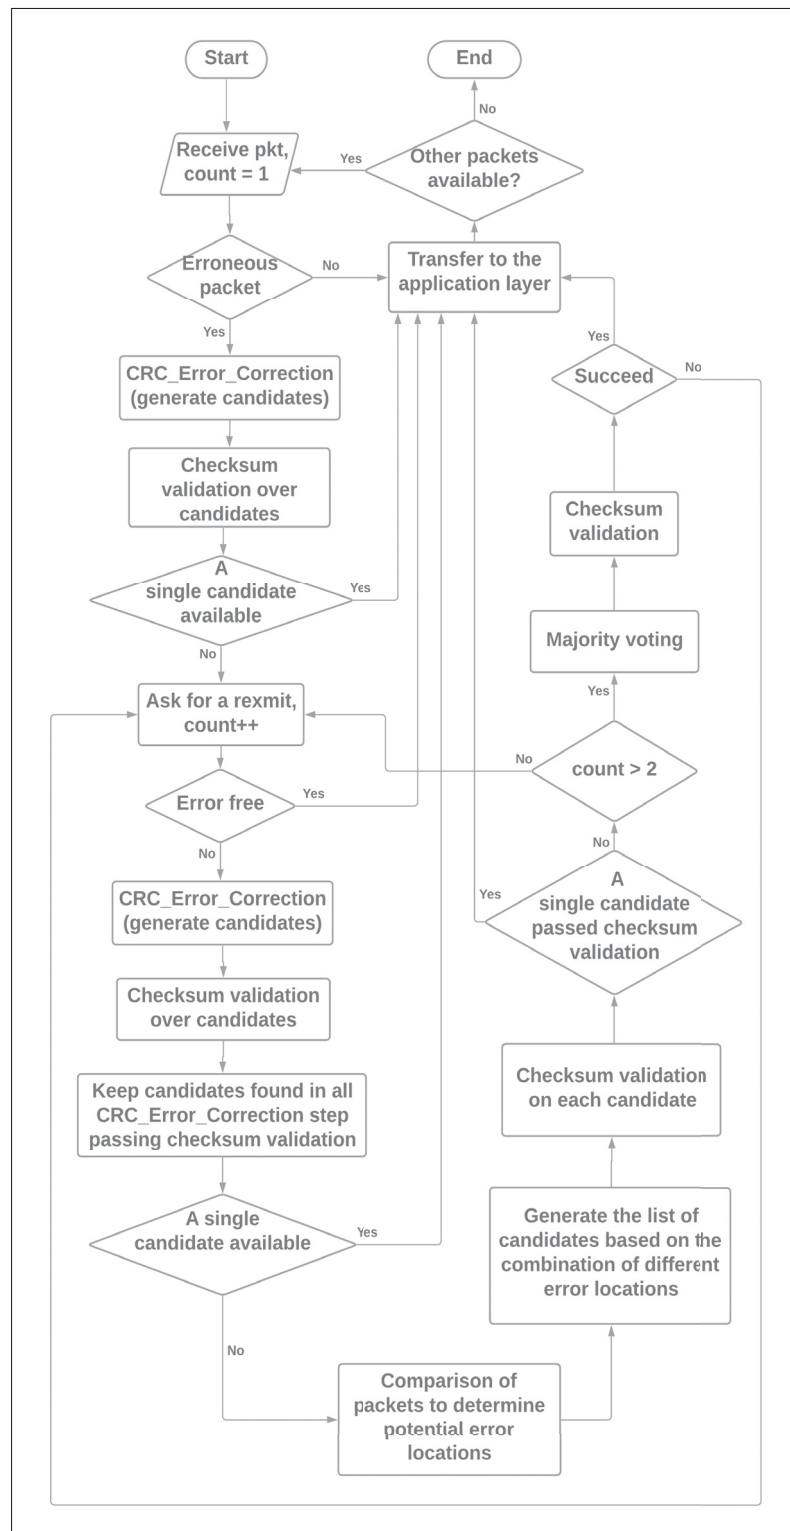 Start
End
No
Receive pkt,
count = 1
Yes
Other packets
available?
Erroneous
packet
No
Transfer to the
application layer
Yes
Yes
CRC_Error_Correction
(generate candidates)
Succeed
No
Checksum
validation over
candidates
Checksum
validation
A
single candidate
available
Yes
No
Majority voting
Yes
Ask for a rexmit,
count++
No
count > 2
Error free
Yes
No
No
CRC_Error_Correction
(generate candidates)
Yes
A
single candidate
passed checksum
validation
Checksum validation
over candidates
Keep candidates found in all
CRC_Error_Correction step
passing checksum validation
Checksum validation
on each candidate
A single
candidate available
Yes
No
Generate the list of
candidates based on the
combination of different
error locations
Comparison of
packets to determine
potential error
locations